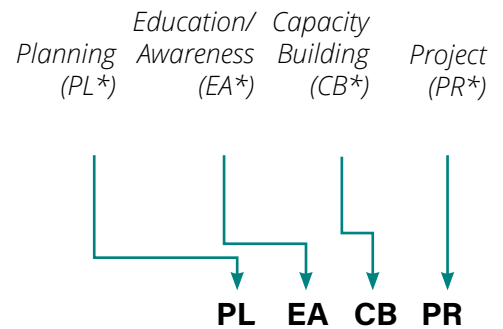 Planning
(PL*)
Education/
Awareness
(EA*)
Capacity
Building
(CB*)
Project
(PR*)
PL EA CB PR